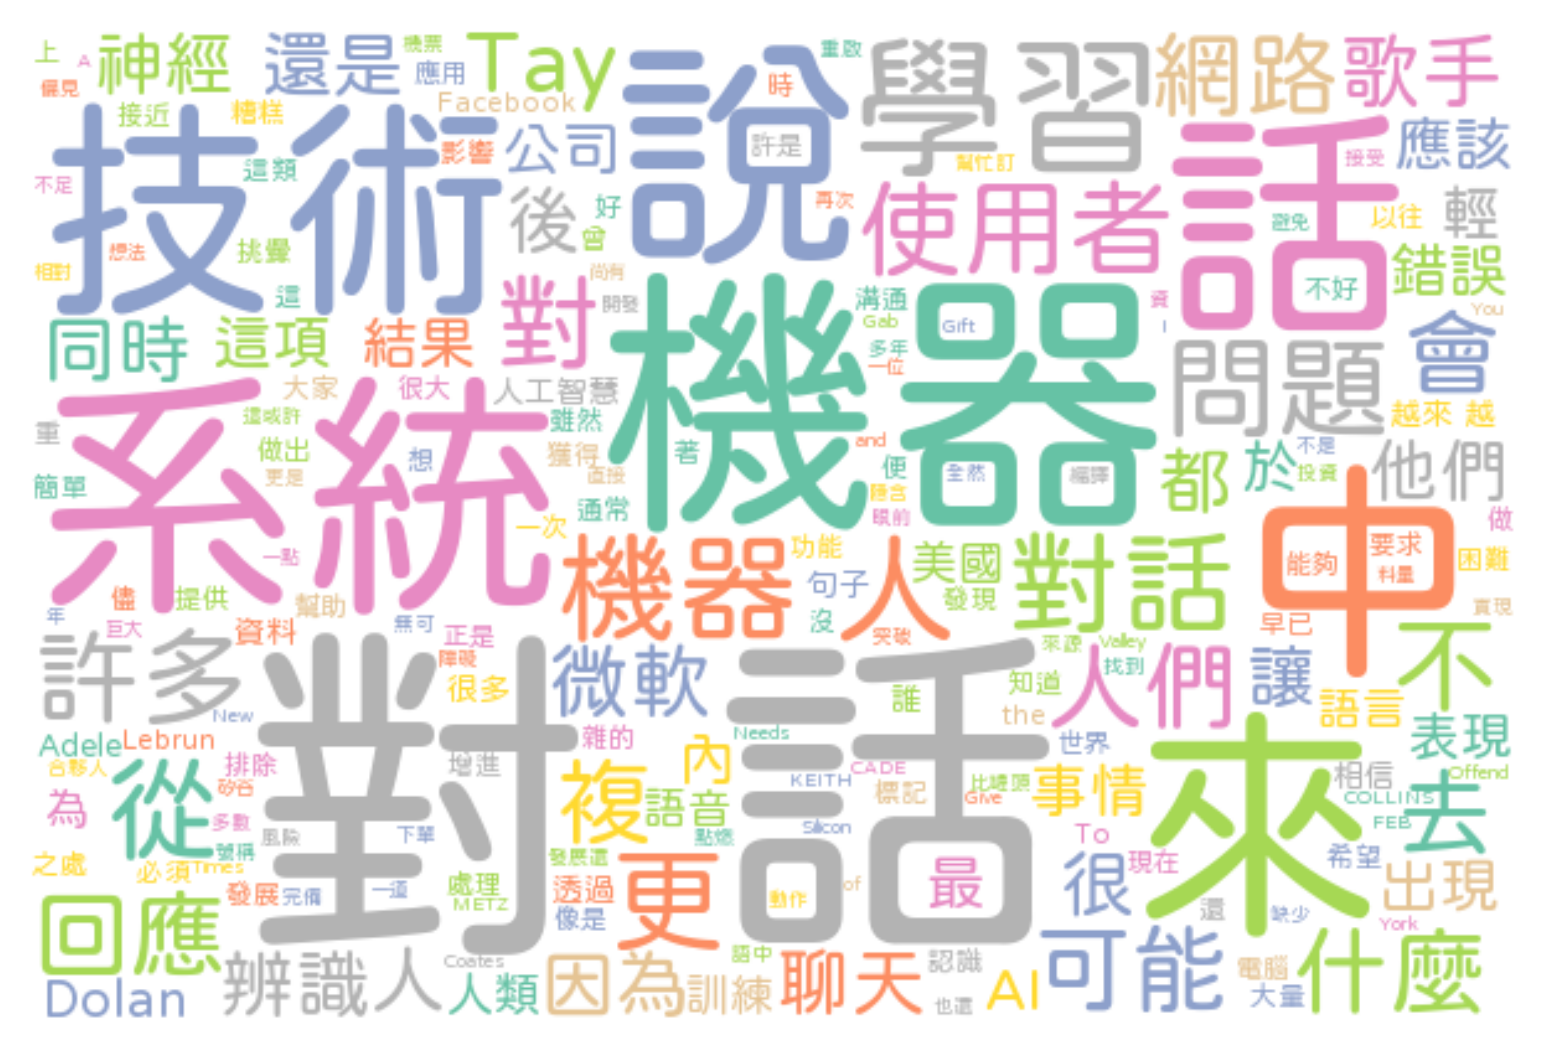 上
A
神經
還是
機票
Tay
說
重啟
學習
網路
歌手
偏見
接近
糟糕
應用
Facebook
時
技術
影響
公司
許是
幫忙訂
話
接受
應該
不足
這類
後
好
曾
再次
使用者
避免
以往
輕
想法
挑釁
相對
尚有
不好
錯誤
這
對
開發
機器
溝通
資
Gab
Gift
I
You
同時
這項
結果
多年
一位
問題
會
大家
很大
人工智慧
系統
這或許
雖然
越來 越
重
做出
想
獲得
著
and
便
全然
編譯
都
於
不是
投資
他們
簡單
更是
直接
通常
眼前
一次
中
做
一點
機器人
功能
美國
對話
能夠
要求
料量
困難
儘
提供
幫助
句子
發現
實現
年
巨大
資料
無可
正是
沒
突破
早已
許多
對話
障礙
微軟
來源
Valley
找到
人們
讓
不
很多
誰
知道
語言
New
the
Adele
Lebrun
雜的
Needs
世界
來
表現
合夥人
排除
增進
內
KEITH
CADE
比喻
事情
相信
Offend
為
從
矽谷
複
語音
標記
Give
COLLINS
去
多數
風險
下單
點燃
Silicon
To
FEB
之處
號稱
必須
Times
發展還
更
最
很
現在
希望
出現
發展
完備
一道
處理
透過
動作
of
METZ
像是
還
缺少
York
回應
辨識人
Coates
語中
聊天
認識
可能
什麼
Dolan
人類
因為
訓練
也還
AI
電腦
大量